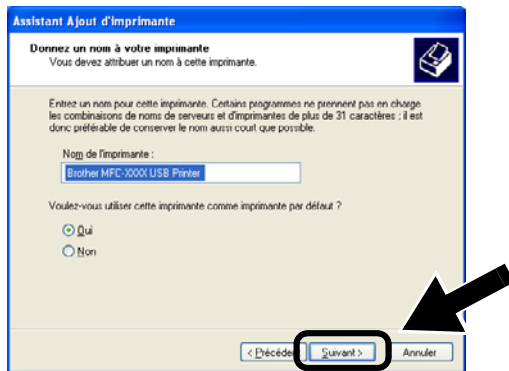 Assistant Ajout d'imprimante
Donnez un nom à votre imprimante
Vous devez attribuer un nom à cette imprimante.
Entrez un nom pour cette imprimante. Certains programmes ne prennent pas en charge
les combinaisons de noms de serveurs et d'imprimantes de plus de 31 caractères ; il est
donc préférable de conserver le nom aussi court que possible.
Nom de l'imprimante :
Brother MFC-XXXX USB Printer
Voulez-vous utiliser cette imprimante comme imprimante par défaut ?
Oui
Non
< Précéden
Suivant >
Annuler